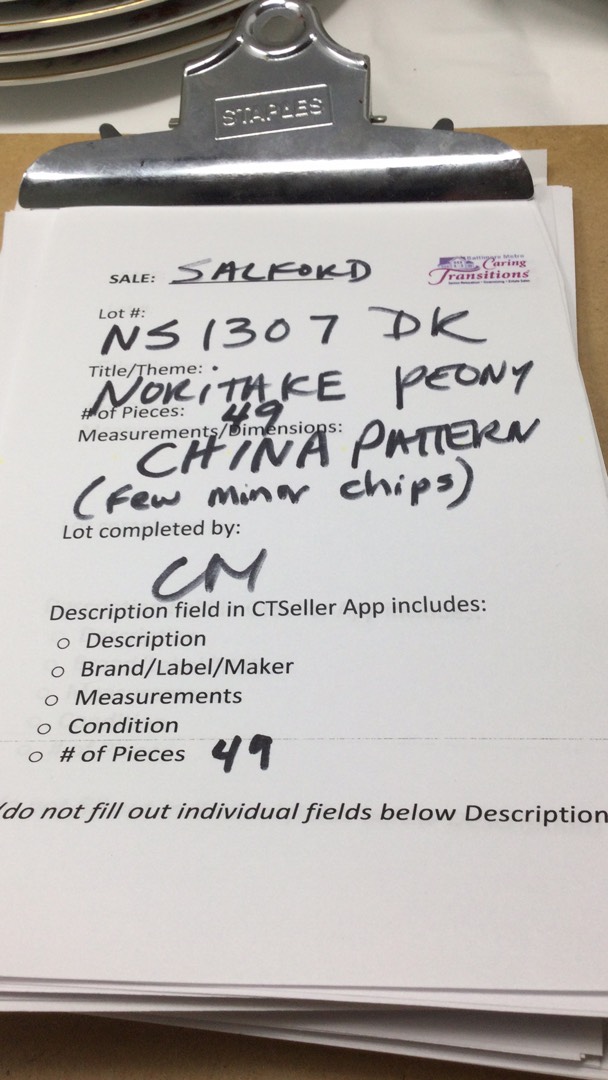 STAPLES
SALE: SALFORD
Baltimore Metro
Caring
Transitions
Lot #:
NS 1307 DK
Title/Theme:
NORITAKE PEONY
# of Pieces: 49
Measurements/Dimensions:
CHINA PATTERN
(few minor chips)
Lot completed by:
CM
Description field in CTSeller App includes:
o Description
o Brand/Label/Maker
o Measurements
o Condition
o # of Pieces 49
(do not fill out individual fields below Description